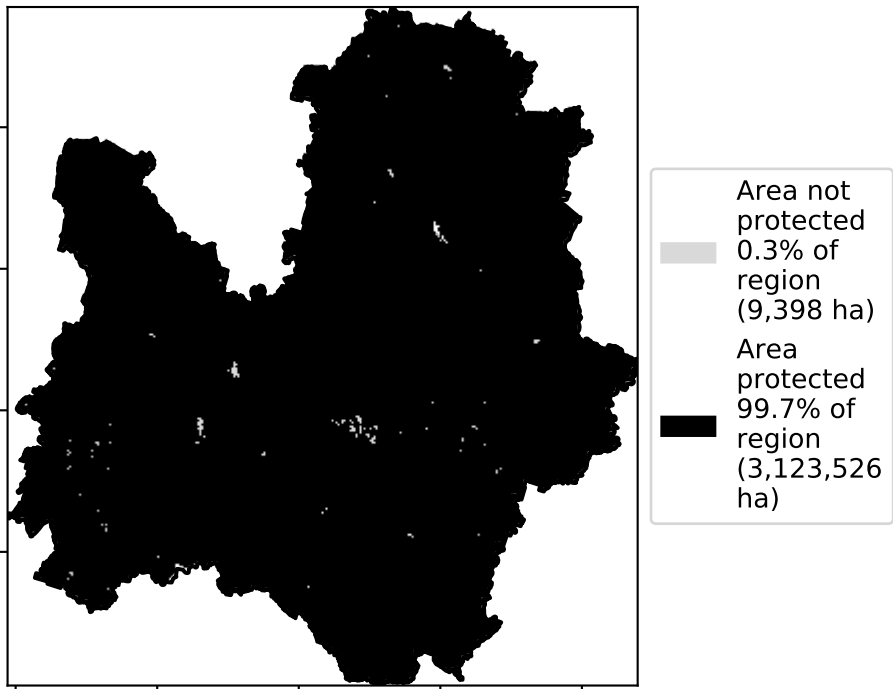 Area not
protected
0.3% of
region
(9,398 ha)
Area
protected
99.7% of
region
(3,123,526
ha)